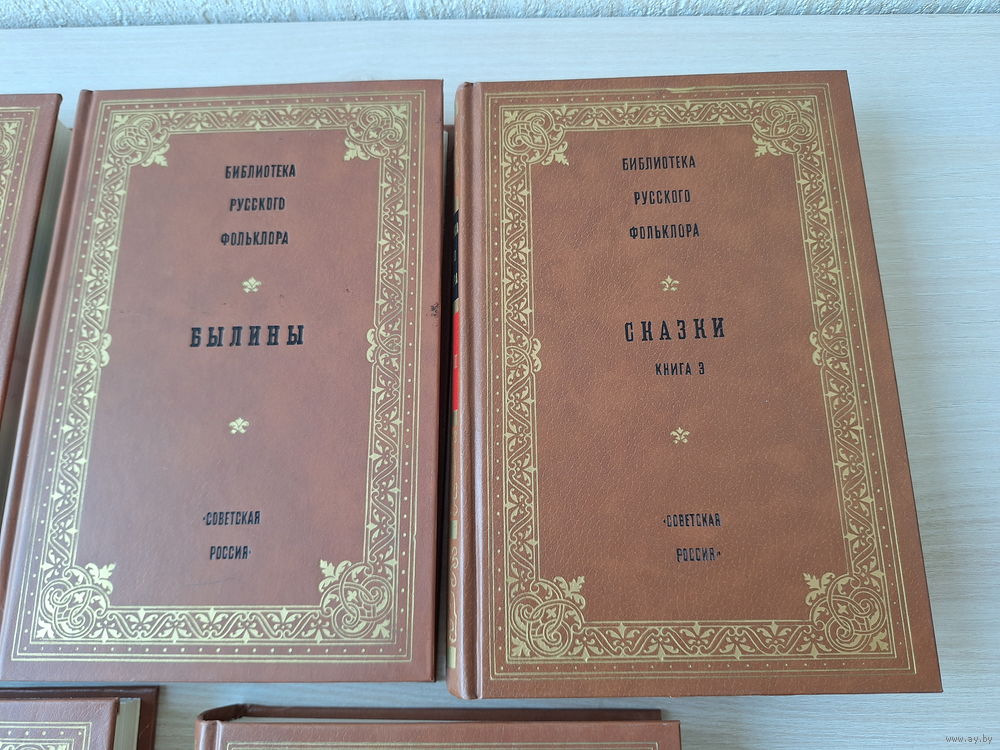 БИБЛИОТЕКА
РУССКОГО
ФОЛЬКЛОРА
БЫЛИНЫ
«СОВЕТСКАЯ
РОССИЯ»
БИБЛИОТЕКА
РУССКОГО
ФОЛЬКЛОРА
СКАЗКИ
КНИГА 3
«СОВЕТСКАЯ
РОССИЯ»
www.ay.by